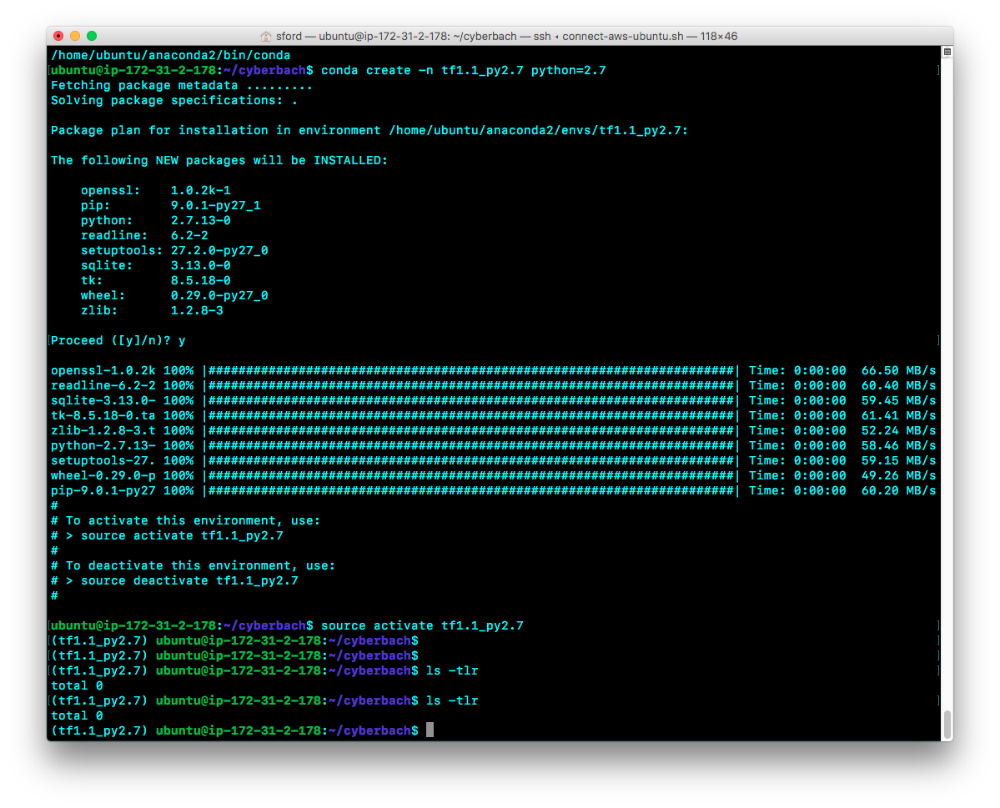 sford — ubuntu@ip-172-31-2-178: ~/cyberbach — ssh ◂ connect-aws-ubuntu.sh — 118×46
/home/ubuntu/anaconda2/bin/conda
[ubuntu@ip-172-31-2-178:~/cyberbach$ conda create -n tf1.1_py2.7 python=2.7 ]
Fetching package metadata .........
Solving package specifications: .
Package plan for installation in environment /home/ubuntu/anaconda2/envs/tf1.1_py2.7:
The following NEW packages will be INSTALLED:
openssl: 1.0.2k-1
pip: 9.0.1-py27_1
python: 2.7.13-0
readline: 6.2-2
setuptools: 27.2.0-py27_0
sqlite: 3.13.0-0
tk: 8.5.18-0
wheel: 0.29.0-py27_0
zlib: 1.2.8-3
[Proceed ([y]/n)? y ]
openssl-1.0.2k 100% |######################################################################| Time: 0:00:00 66.50 MB/s
readline-6.2-2 100% |######################################################################| Time: 0:00:00 60.40 MB/s
sqlite-3.13.0- 100% |######################################################################| Time: 0:00:00 59.45 MB/s
tk-8.5.18-0.ta 100% |######################################################################| Time: 0:00:00 61.41 MB/s
zlib-1.2.8-3.t 100% |######################################################################| Time: 0:00:00 52.24 MB/s
python-2.7.13- 100% |######################################################################| Time: 0:00:00 58.46 MB/s
setuptools-27. 100% |######################################################################| Time: 0:00:00 59.15 MB/s
wheel-0.29.0-p 100% |######################################################################| Time: 0:00:00 49.26 MB/s
pip-9.0.1-py27 100% |######################################################################| Time: 0:00:00 60.20 MB/s
#
# To activate this environment, use:
# > source activate tf1.1_py2.7
#
# To deactivate this environment, use:
# > source deactivate tf1.1_py2.7
#
[ubuntu@ip-172-31-2-178:~/cyberbach$ source activate tf1.1_py2.7 ]
[(tf1.1_py2.7) ubuntu@ip-172-31-2-178:~/cyberbach$ ]
[(tf1.1_py2.7) ubuntu@ip-172-31-2-178:~/cyberbach$ ]
[(tf1.1_py2.7) ubuntu@ip-172-31-2-178:~/cyberbach$ ls -tlr ]
total 0
[(tf1.1_py2.7) ubuntu@ip-172-31-2-178:~/cyberbach$ ls -tlr ]
total 0
(tf1.1_py2.7) ubuntu@ip-172-31-2-178:~/cyberbach$